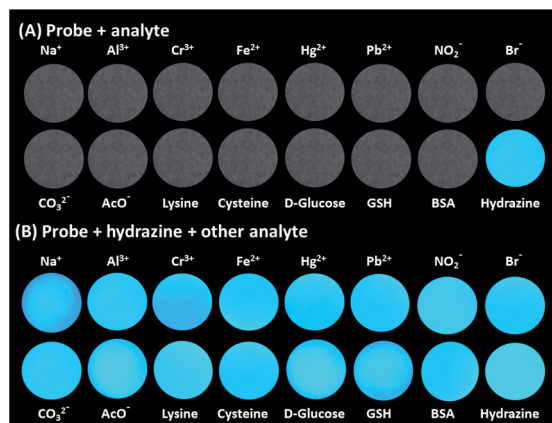 (A) Probe + analyte
Na⁺ Al³⁺ Cr³⁺ Fe²⁺ Hg²⁺ Pb²⁺ NO₂⁻ Br⁻
CO₃²⁻ AcO⁻ Lysine Cysteine D-Glucose GSH BSA Hydrazine
(B) Probe + hydrazine + other analyte
Na⁺ Al³⁺ Cr³⁺ Fe²⁺ Hg²⁺ Pb²⁺ NO₂⁻ Br⁻
CO₃²⁻ AcO⁻ Lysine Cysteine D-Glucose GSH BSA Hydrazine